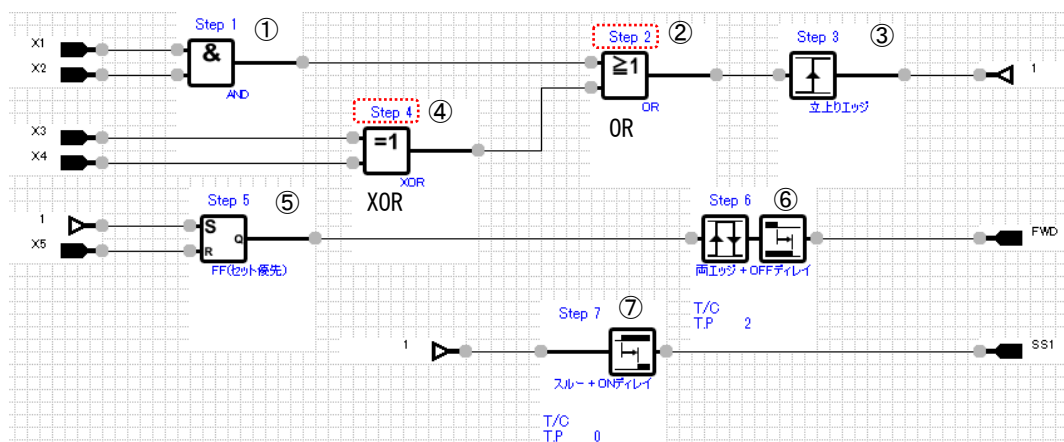 Step 1 ①
X1
X2
&
AND
Step 2 ②
≧1
OR
OR
Step 3 ③
立上りエッジ
1
X3
X4
Step 4 ④
=1
XOR
XOR
1
X5
Step 5 ⑤
S
R
Q
FF(セット優先)
Step 6 ⑥
両エッジ+OFFディレイ
T/C
T.P 2
FWD
1
Step 7 ⑦
スルー+ONディレイ
T/C
T.P 0
SS1